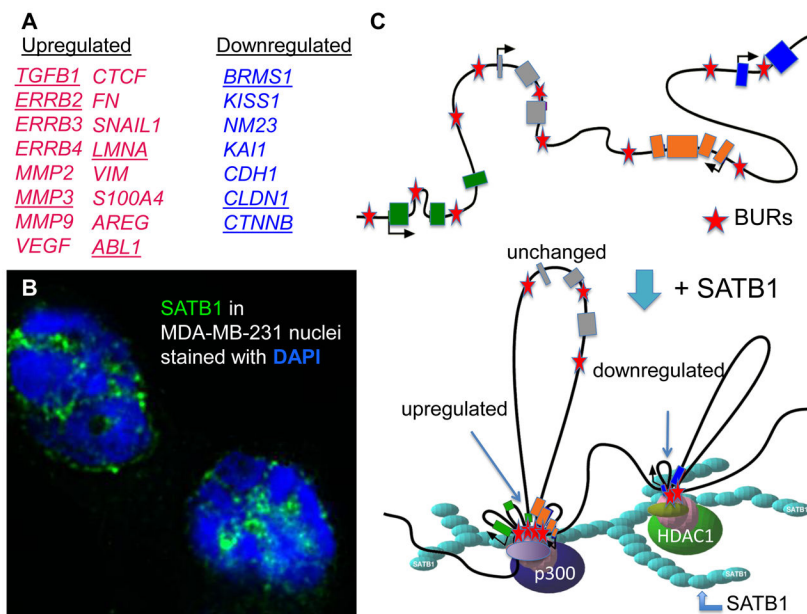 A
Upregulated
Downregulated
TGFB1 CTCF
ERRB2 FN
ERRB3 SNAIL1
ERRB4 LMNA
MMP2 VIM
MMP3 S100A4
MMP9 AREG
VEGF ABL1
BRMS1
KISS1
NM23
KAI1
CDH1
CLDN1
CTNNB
B
SATB1 in
MDA-MB-231 nuclei
stained with DAPI
C
BURs
unchanged
+ SATB1
downregulated
upregulated
SATB1
HDAC1
p300
SATB1
SATB1
SATB1